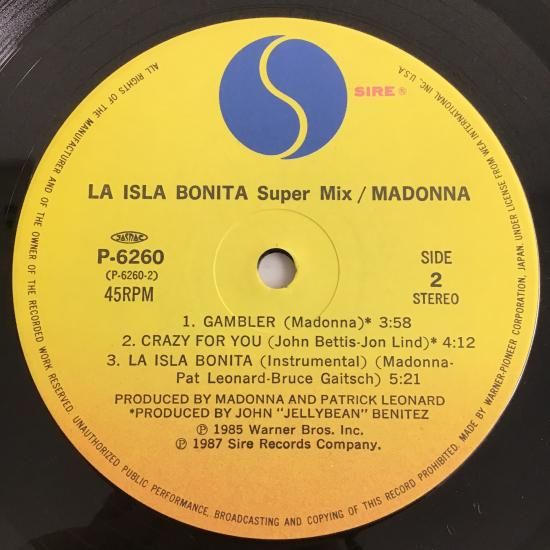 SIRE®
LA ISLA BONITA Super Mix / MADONNA
JASRAC
P-6260
(P-6260-2)
45RPM
SIDE
2
STEREO
1. GAMBLER (Madonna)* 3:58
2. CRAZY FOR YOU (John Bettis-Jon Lind)* 4:12
3. LA ISLA BONITA (Instrumental) (Madonna-
Pat Leonard-Bruce Gaitsch) 5:21
PRODUCED BY MADONNA AND PATRICK LEONARD
*PRODUCED BY JOHN "JELLYBEAN" BENITEZ
℗ 1985 Warner Bros. Inc.
℗ 1987 Sire Records Company.
ALL RIGHTS OF THE MANUFACTURER AND OF THE OWNER OF THE RECORDED WORK RESERVED. UNAUTHORIZED PUBLIC PERFORMANCE, BROADCASTING AND COPYING OF THIS RECORD PROHIBITED. MADE BY WARNER-PIONEER CORPORATION, JAPAN. UNDER LICENSE FROM WEA INTERNATIONAL INC., U.S.A.